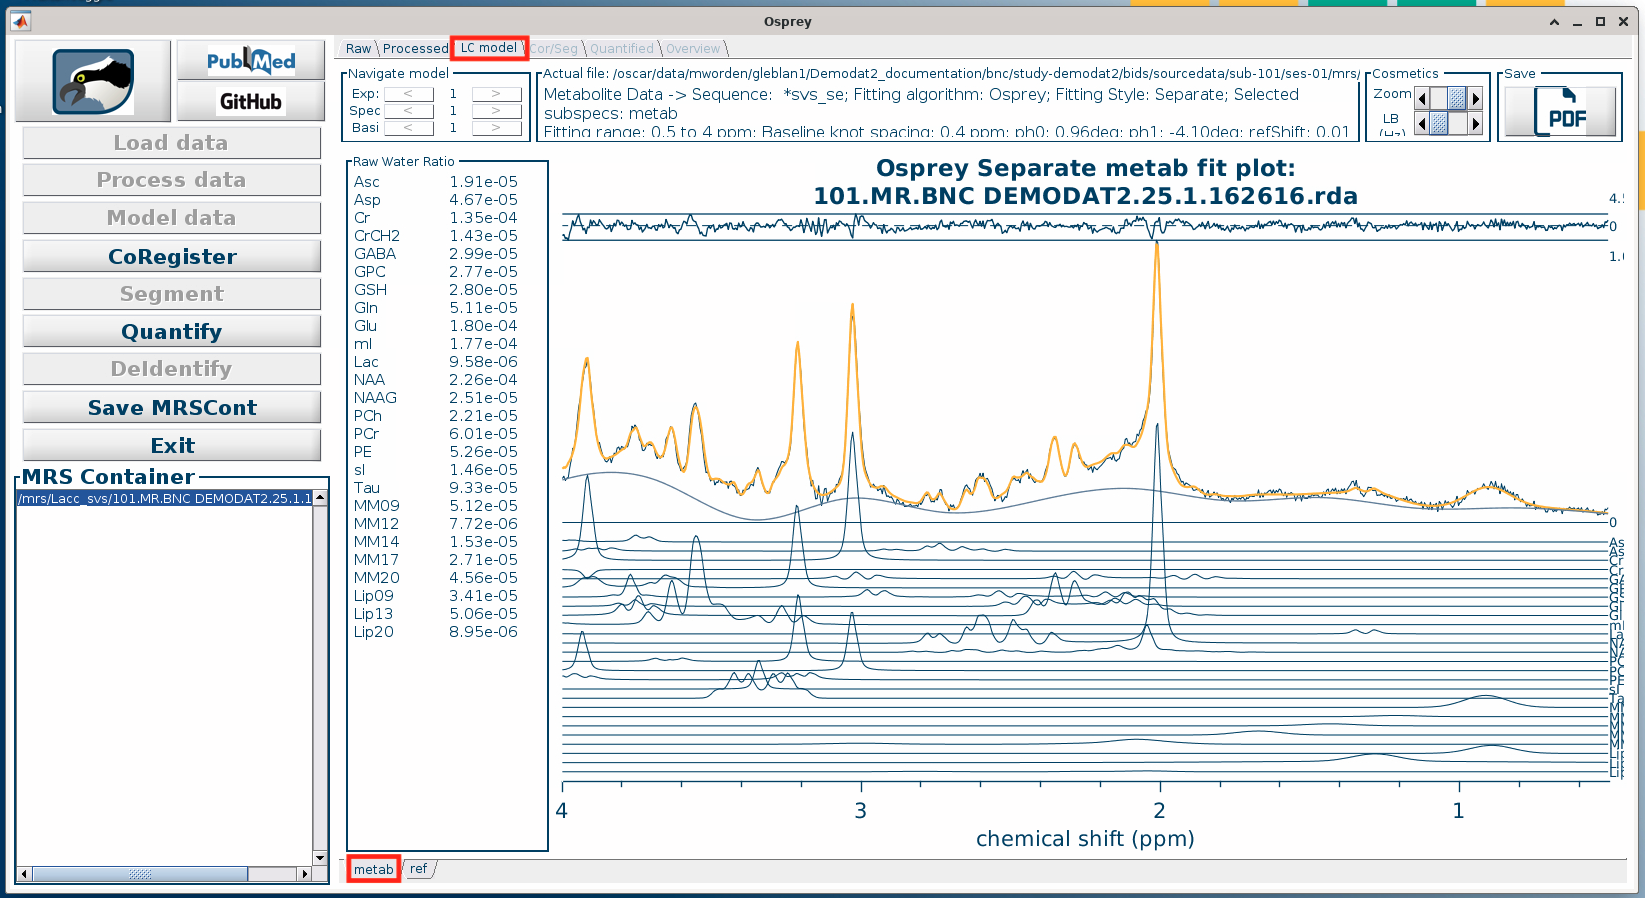 Osprey
PubMed
GitHub
Load data
Process data
Model data
CoRegister
Segment
Quantify
DeIdentify
Save MRSCont
Exit
MRS Container
/mrs/Lacc_svs/101.MR.BNC DEMODAT2.25.1.1
Raw
Processed
LC model
Cor/Seg
Quantified
Overview
Navigate model
Exp: < 1 >
Spec < 1 >
Basi < 1 >
Actual file: /oscar/data/mworden/gleblan1/Demodat2_documentation/bnc/study-demodat2/bids/sourcedata/sub-101/ses-01/mrs/
Metabolite Data -> Sequence: *svs_se; Fitting algorithm: Osprey; Fitting Style: Separate; Selected
subspecs: metab
Fitting range: 0.5 to 4 ppm; Baseline knot spacing: 0.4 ppm; ph0: 0.96deg; ph1: -4.10deg; refShift: 0.01
Cosmetics
Zoom
LB
(Hz)
Save
PDF
Raw Water Ratio
Asc 1.91e-05
Asp 4.67e-05
Cr 1.35e-04
CrCH2 1.43e-05
GABA 2.99e-05
GPC 2.77e-05
GSH 2.80e-05
Gln 5.11e-05
Glu 1.80e-04
mI 1.77e-04
Lac 9.58e-06
NAA 2.26e-04
NAAG 2.51e-05
PCh 2.21e-05
PCr 6.01e-05
PE 5.26e-05
sI 1.46e-05
Tau 9.33e-05
MM09 5.12e-05
MM12 7.72e-06
MM14 1.53e-05
MM17 2.71e-05
MM20 4.56e-05
Lip09 3.41e-05
Lip13 5.06e-05
Lip20 8.95e-06
Osprey Separate metab fit plot:
101.MR.BNC DEMODAT2.25.1.162616.rda
0
0
4
3
2
1
chemical shift (ppm)
metab
ref